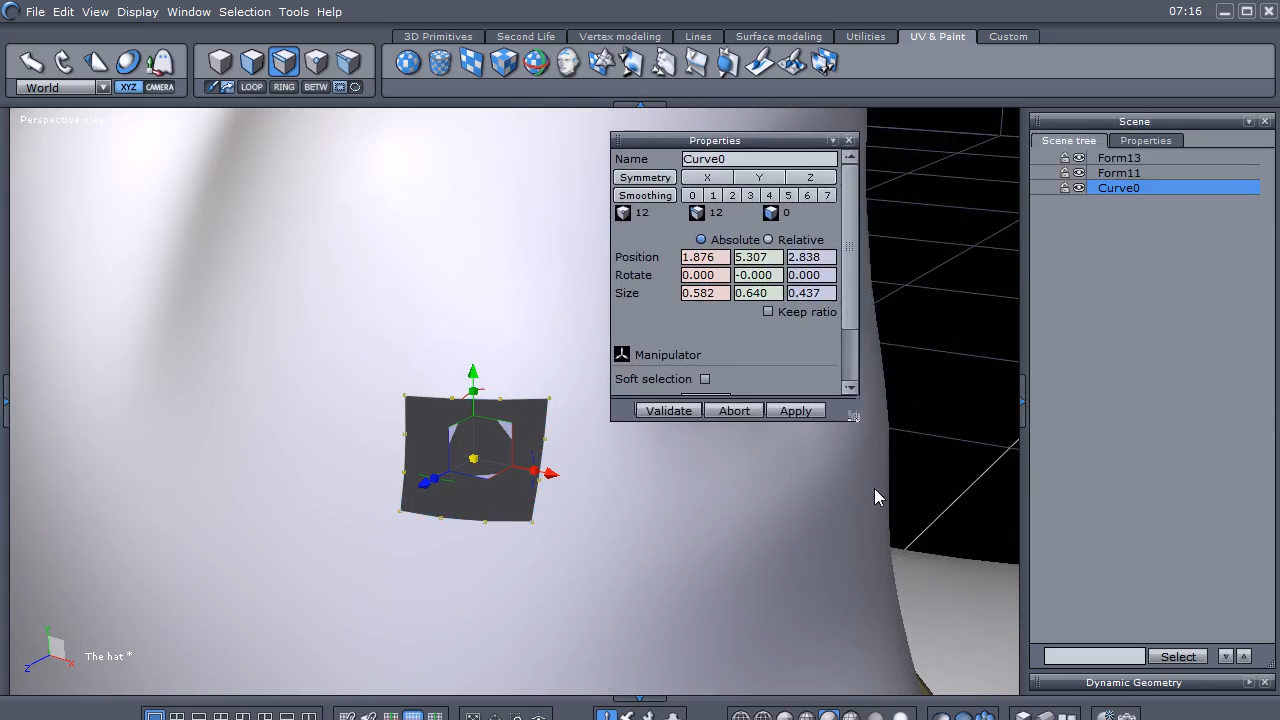 File Edit View Display Window Selection Tools Help 07:16
3D Primitives Second Life Vertex modeling Lines Surface modeling Utilities UV & Paint Custom
World XYZ CAMERA LOOP RING BETW
Perspective view
Scene
Scene tree Properties
Form13
Form11
Curve0
Properties
Name Curve0
Symmetry X Y Z
Smoothing 0 1 2 3 4 5 6 7
12 12 0
Absolute Relative
Position 1.876 5.307 2.838
Rotate 0.000 -0.000 0.000
Size 0.582 0.640 0.437
Keep ratio
Manipulator
Soft selection
Validate Abort Apply
Y
Z X
The hat *
Select
Dynamic Geometry